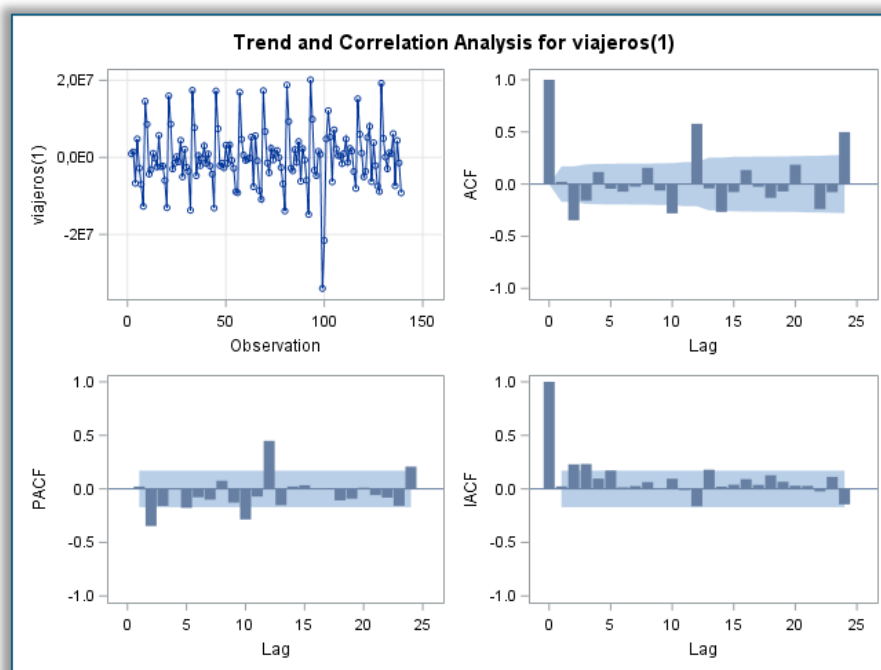 Trend and Correlation Analysis for viajeros(1)
2,0E7
0,0E0
-2E7
viajeros(1)
0 50 100 150
Observation
1.0
0.5
0.0
-0.5
-1.0
ACF
0 5 10 15 20 25
Lag
1.0
0.5
0.0
-0.5
-1.0
PACF
0 5 10 15 20 25
Lag
1.0
0.5
0.0
-0.5
-1.0
IACF
0 5 10 15 20 25
Lag